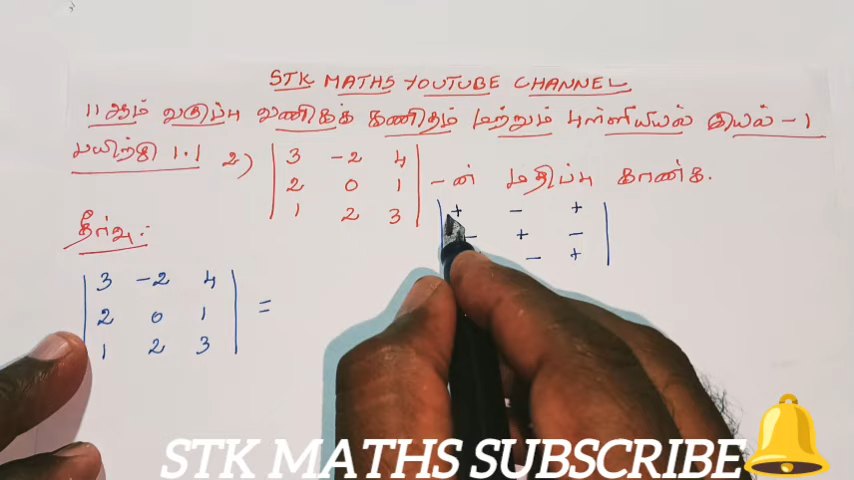 STK MATHS YOUTUBE CHANNEL
11 ஆம் வகுப்பு வணிகக் கணிதம் மற்றும் புள்ளியியல் இயல் - 1
பயிற்சி 1.1 2) | 3 -2 4 |
| 2 0 1 | -ன் மதிப்பு காண்க.
| 1 2 3 |
| + - + |
- + - |
- + |
தீர்வு:-
| 3 -2 4 |
| 2 0 1 | =
| 1 2 3 |
STK MATHS SUBSCRIBE